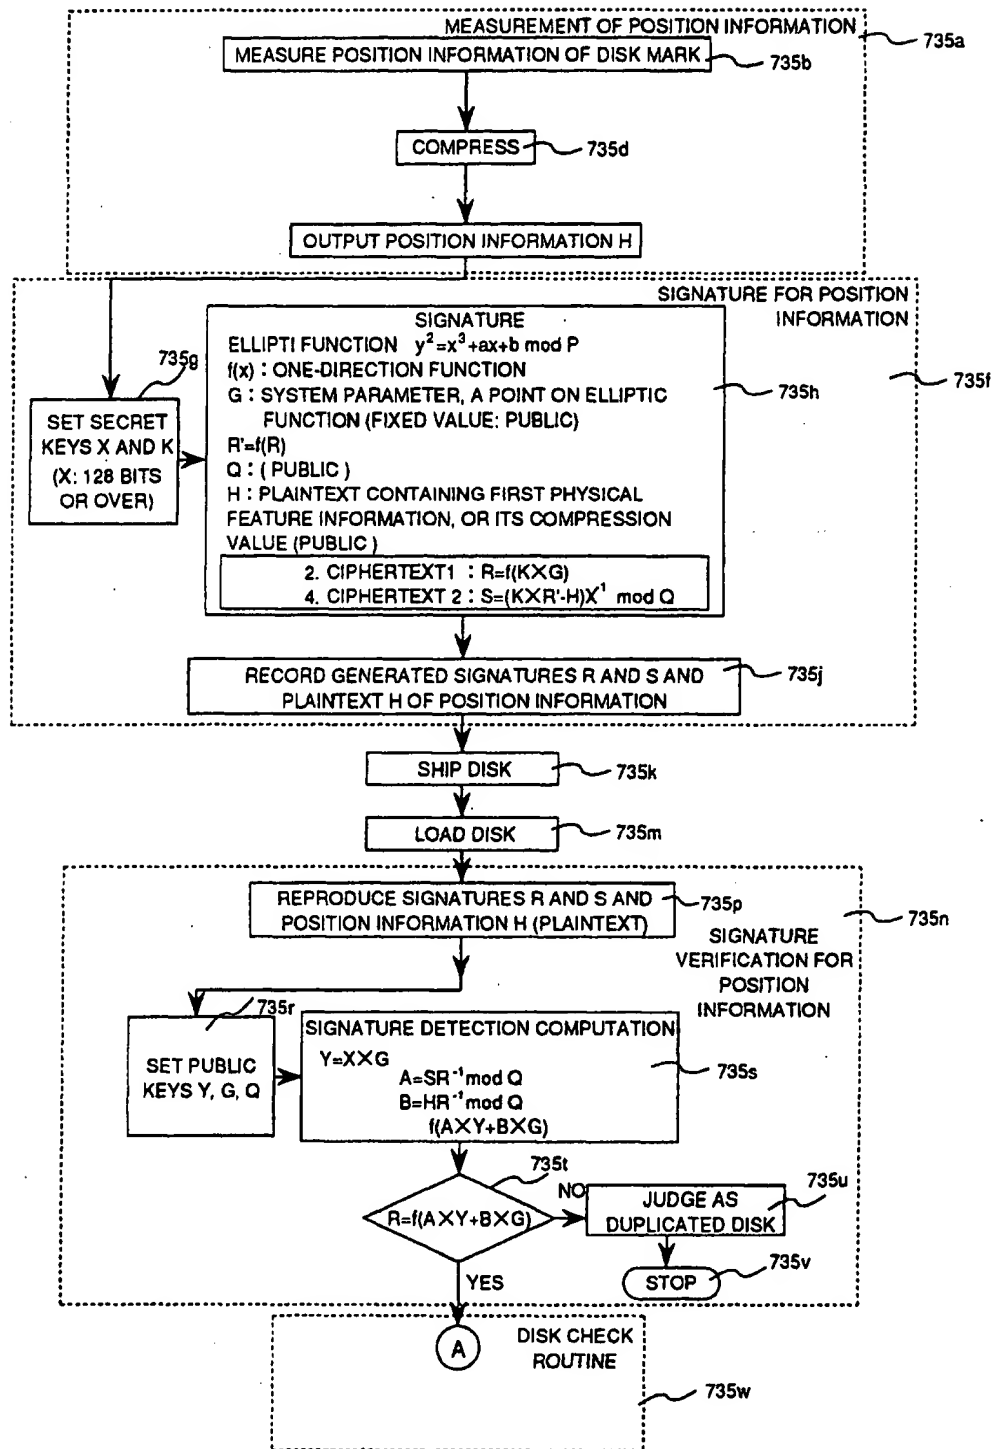 MEASUREMENT OF POSITION INFORMATION
735a
MEASURE POSITION INFORMATION OF DISK MARK
735b
COMPRESS
735d
OUTPUT POSITION INFORMATION H
SIGNATURE FOR POSITION
INFORMATION
735f
735g
SET SECRET
KEYS X AND K
(X: 128 BITS
OR OVER)
SIGNATURE
ELLIPTI FUNCTION y²=x³+ax+b mod P
f(x) : ONE-DIRECTION FUNCTION
G : SYSTEM PARAMETER, A POINT ON ELLIPTIC
FUNCTION (FIXED VALUE: PUBLIC)
R'=f(R)
Q : ( PUBLIC )
H : PLAINTEXT CONTAINING FIRST PHYSICAL
FEATURE INFORMATION, OR ITS COMPRESSION
VALUE (PUBLIC )
2. CIPHERTEXT1 : R=f(K×G)
4. CIPHERTEXT 2 : S=(K×R'-H)X¹ mod Q
735h
RECORD GENERATED SIGNATURES R AND S AND
PLAINTEXT H OF POSITION INFORMATION
735j
SHIP DISK
735k
LOAD DISK
735m
REPRODUCE SIGNATURES R AND S AND
POSITION INFORMATION H (PLAINTEXT)
735p
735n
SIGNATURE
VERIFICATION FOR
POSITION
INFORMATION
735r
SET PUBLIC
KEYS Y, G, Q
SIGNATURE DETECTION COMPUTATION
Y=X×G
A=SR⁻¹ mod Q
B=HR⁻¹ mod Q
f(A×Y+B×G)
735s
735t
R=f(A×Y+B×G)
NO
JUDGE AS
DUPLICATED DISK
735u
STOP
735v
YES
A
DISK CHECK
ROUTINE
735w